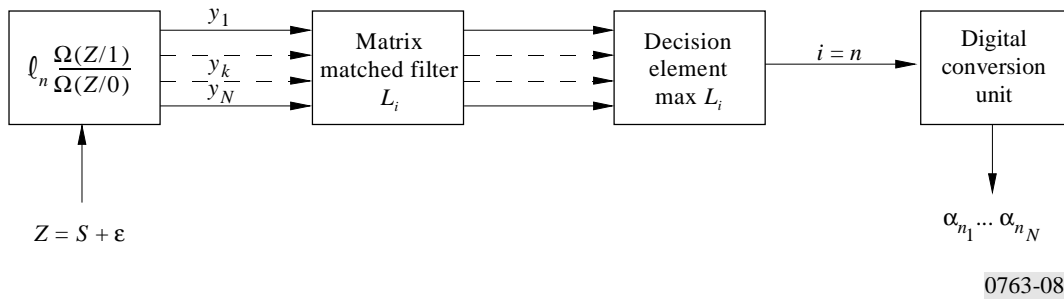 ℓn Ω(Z/1)
Ω(Z/0)
y1
yk
yN
Matrix
matched filter
Li
Decision
element
max Li
i = n
Digital
conversion
unit
Z = S + ε
αn1 ... αnN
0763-08